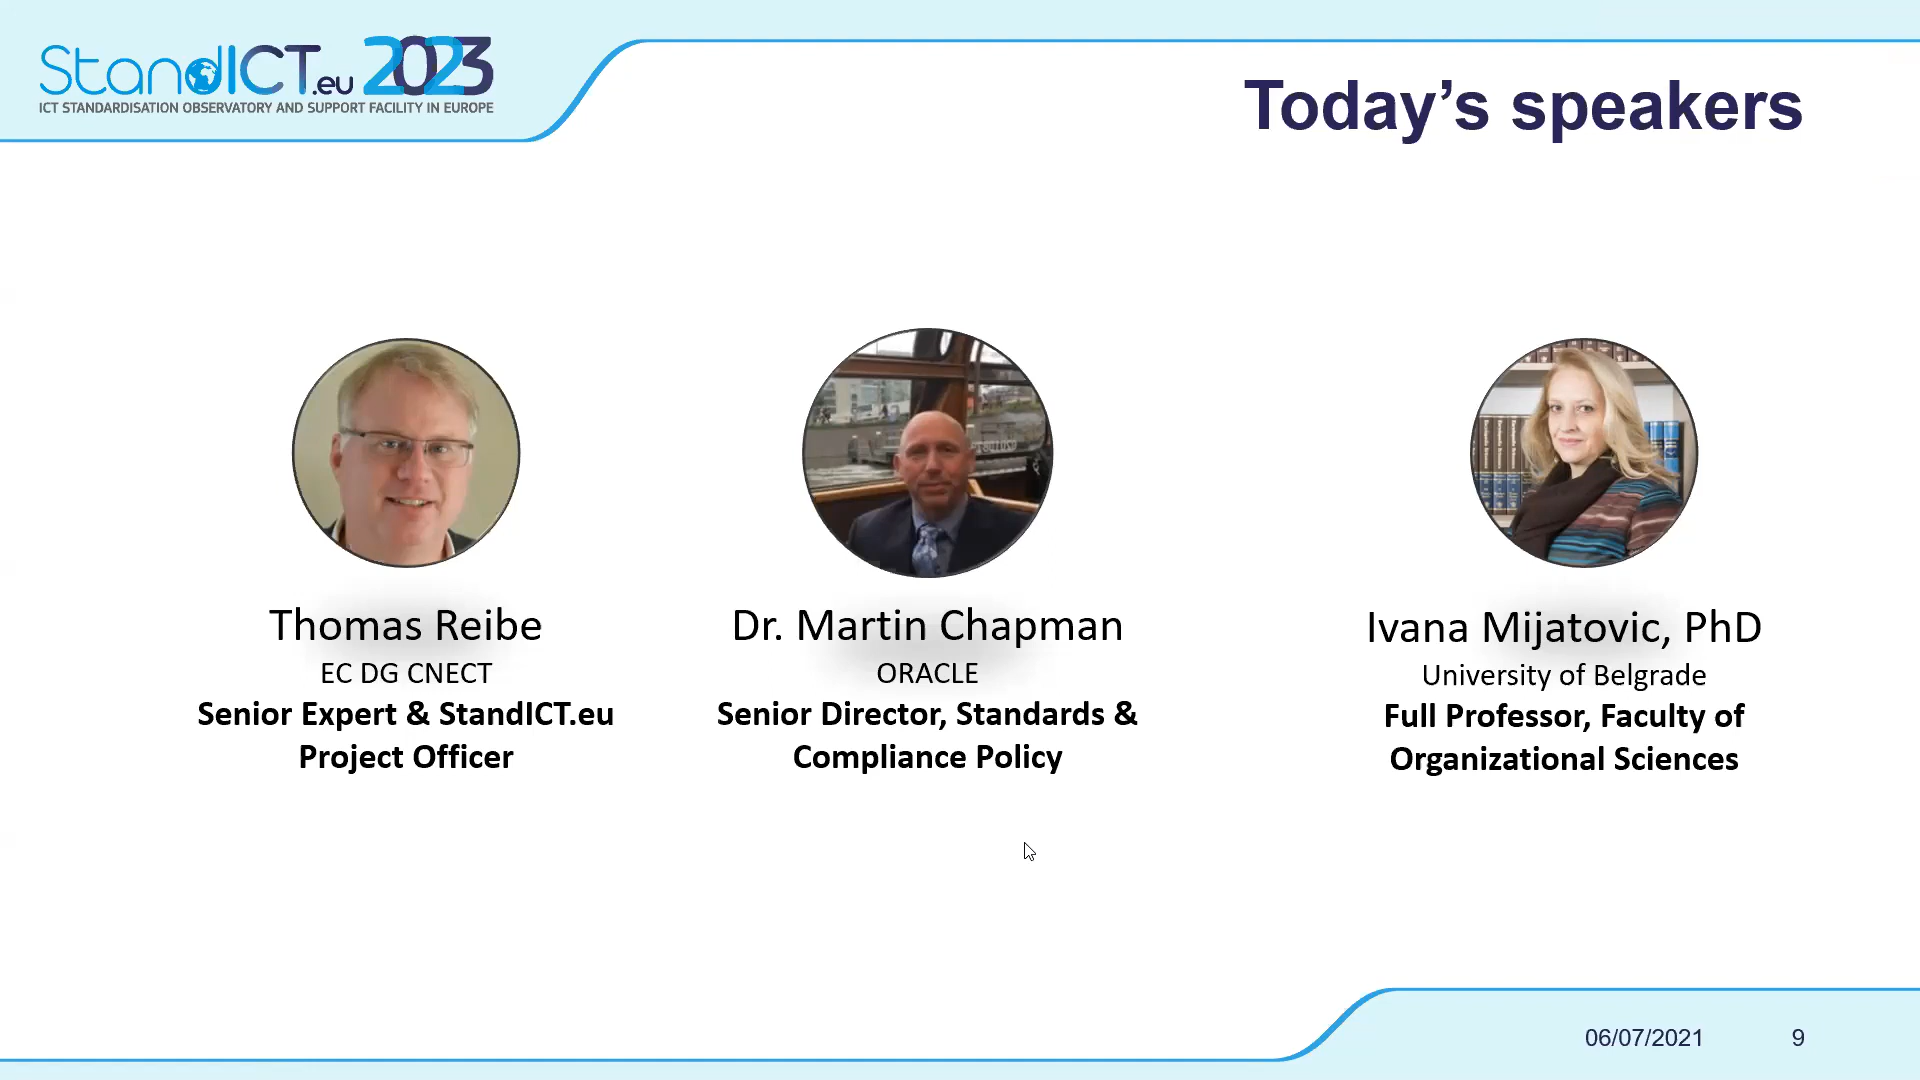 StandICT.eu 2023
ICT STANDARDISATION OBSERVATORY AND SUPPORT FACILITY IN EUROPE
Today’s speakers
Thomas Reibe
EC DG CNECT
Senior Expert & StandICT.eu
Project Officer
Dr. Martin Chapman
ORACLE
Senior Director, Standards &
Compliance Policy
Ivana Mijatovic, PhD
University of Belgrade
Full Professor, Faculty of
Organizational Sciences
06/07/2021
9